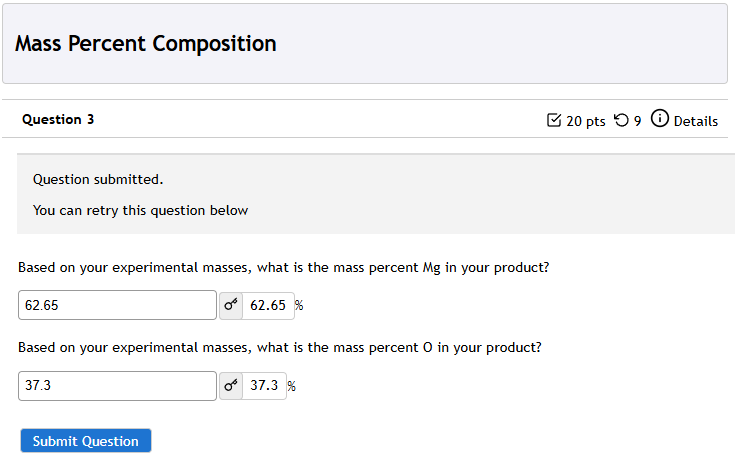 Mass Percent Composition
Question 3
20 pts 9 Details
Question submitted.
You can retry this question below
Based on your experimental masses, what is the mass percent Mg in your product?
62.65 62.65 %
Based on your experimental masses, what is the mass percent O in your product?
37.3 37.3 %
Submit Question